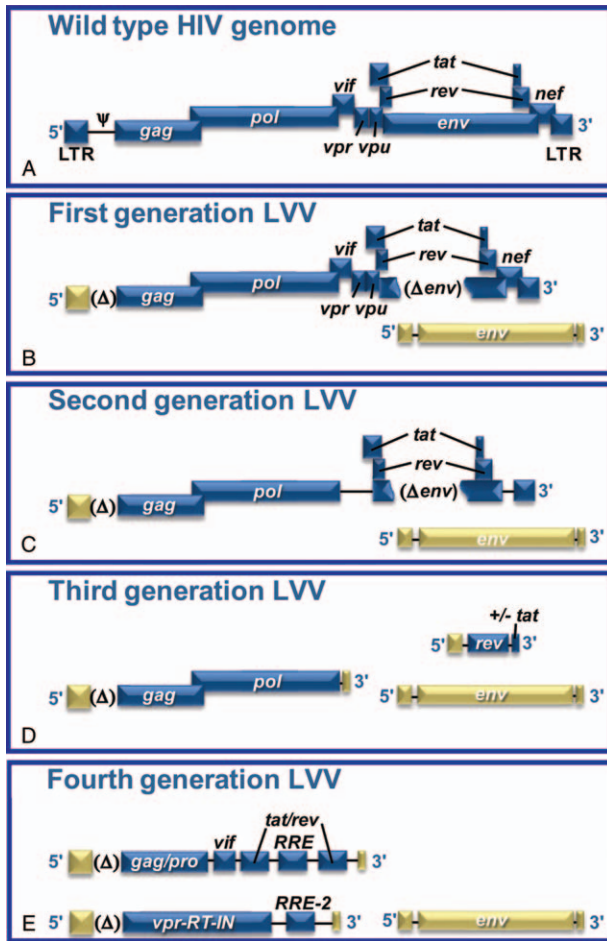 Wild type HIV genome
tat
vif rev nef
5' ψ gag pol env 3'
LTR vpr vpu LTR
A
First generation LVV
tat
vif rev nef
5' (Δ) gag pol (Δenv) 3'
vpr vpu
5' env 3'
B
Second generation LVV
tat
rev
5' (Δ) gag pol (Δenv) 3'
5' env 3'
C
Third generation LVV
+/- tat
5' rev 3'
5' (Δ) gag pol 3' 5' env 3'
D
Fourth generation LVV
vif tat/rev RRE
5' (Δ) gag/pro 3'
RRE-2
5' (Δ) vpr-RT-IN 3' 5' env 3'
E